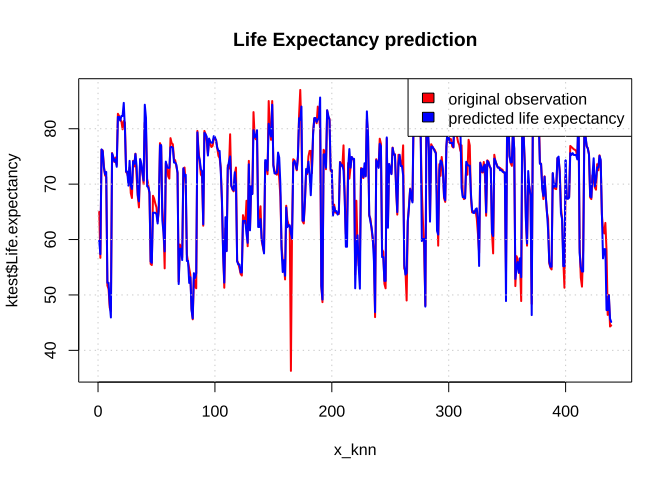 Life Expectancy prediction
original observation
predicted life expectancy
ktest$Life.expectancy
80
70
60
50
40
0 100 200 300 400
x_knn